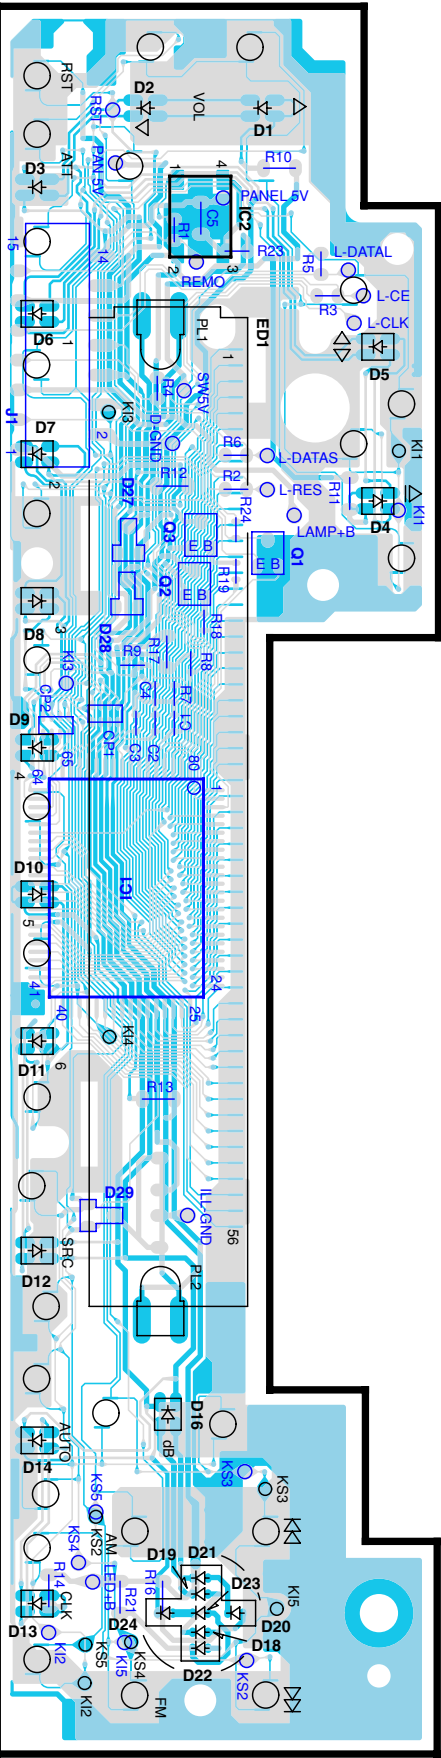 RST
D2
VOL
D1
RST
D3
ATT
PAN 5V
1
4
R10
PANEL 5V
C5
R1
IC2
15
14
R23
2
3
REMO
R5
L-DATAL
R3
L-CE
L-CLK
D6
1
PL1
ED1
1
D5
R4
SW5V
J1
KI3
2
D-GND
D7
1
R6
L-DATAS
KI1
2
R12
R2
L-RES
R11
D4
KI1
D27
Q3
E B
R24
LAMP+B
Q1
E B
Q2
E B
R119
D8
3
D28
R18
R17
R9
R8
KI3
CP2
C4
R7
D9
65
CP1
C3
C2
C1
4
64
80
1
D10
IC1
5
41
40
24
25
KI4
D11
6
R13
D29
ILL-GND
56
SRC
D12
PL2
D16
dB
AUTO
D14
KS3
KS3
KS5
KS2
AM
KS4
D19
D21
D23
R14
CLK
LED+B
R21
R16
KI5
D20
D13
KI2
D24
D18
KS5
KI5
KS4
D22
KS2
KI2
FM